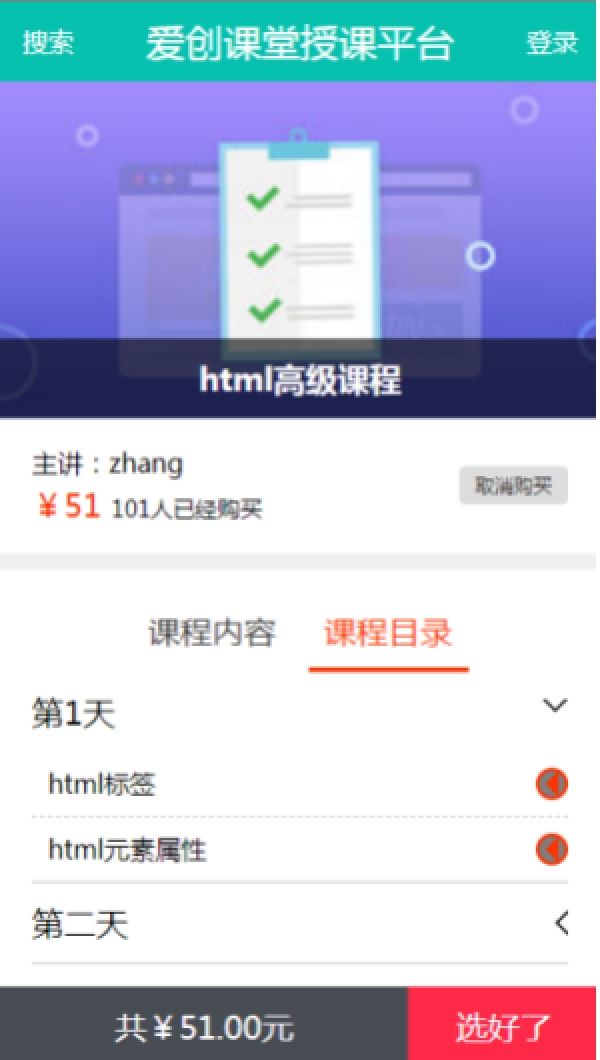 搜索 爱创课堂授课平台 登录
html高级课程
主讲：zhang
￥51 101人已经购买
取消购买
课程内容 课程目录
第1天
html标签
html元素属性
第二天
共￥51.00元 选好了